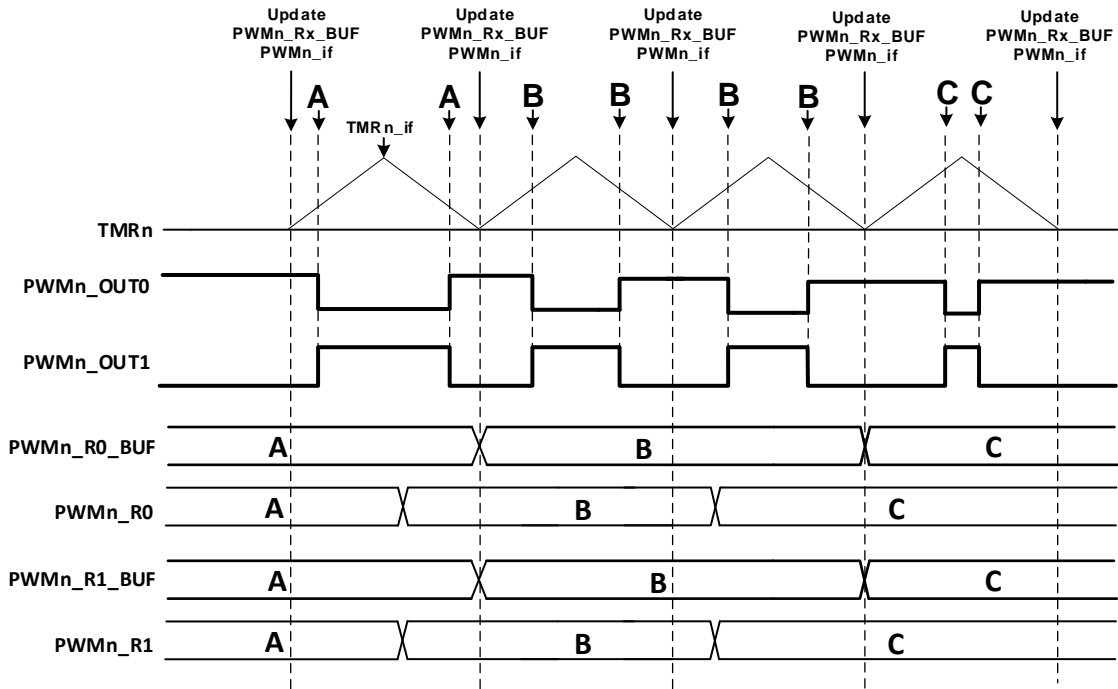 Update
PWMn_Rx_BUF
PWMn_if
Update
PWMn_Rx_BUF
PWMn_if
Update
PWMn_Rx_BUF
PWMn_if
Update
PWMn_Rx_BUF
PWMn_if
Update
PWMn_Rx_BUF
PWMn_if
A A B B B B C C
TMRn_if
TMRn
PWMn_OUT0
PWMn_OUT1
PWMn_R0_BUF A B C
PWMn_R0 A B C
PWMn_R1_BUF A B C
PWMn_R1 A B C